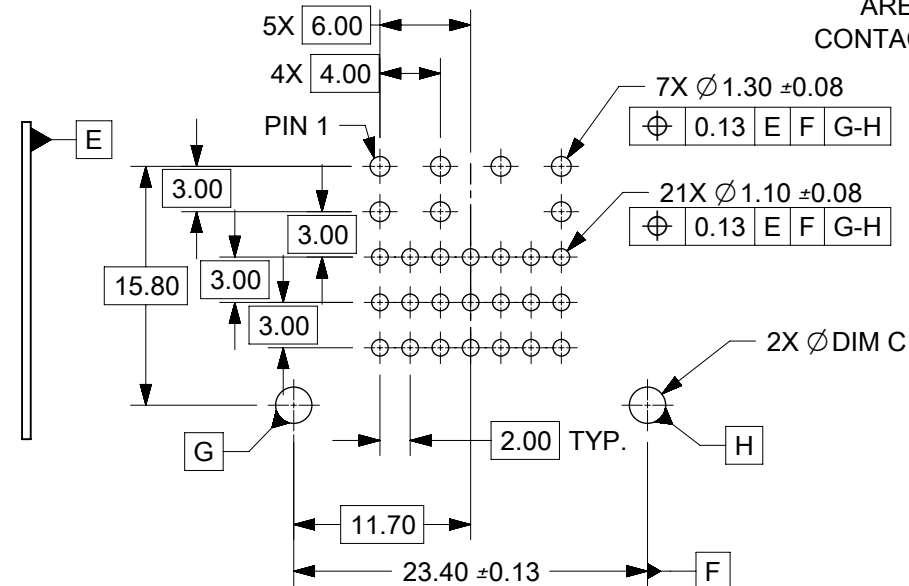 ARE
CONTAC
5X 6.00
4X 4.00
7X ∅1.30 ±0.08
⌖ 0.13 E F G-H
PIN 1
E
21X ∅1.10 ±0.08
⌖ 0.13 E F G-H
3.00
3.00
3.00
15.80
3.00
2X ∅DIM C
G
2.00 TYP.
H
11.70
23.40 ±0.13
F